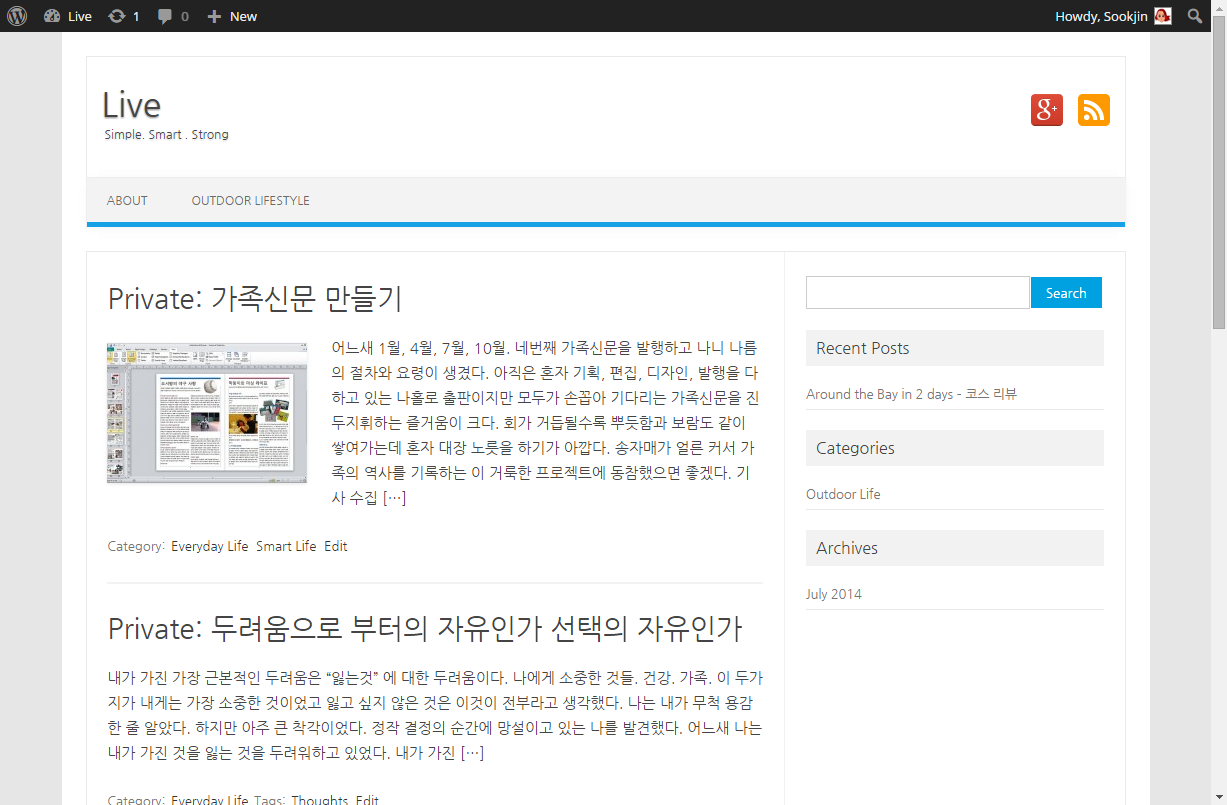 Live 1 0 New Howdy, Sookjin
Live
Simple. Smart . Strong
ABOUT OUTDOOR LIFESTYLE
Private: 가족신문 만들기
어느새 1월, 4월, 7월, 10월. 네번째 가족신문을 발행하고 나니 나름
의 절차와 요령이 생겼다. 아직은 혼자 기획, 편집, 디자인, 발행을 다
하고 있는 나홀로 출판이지만 모두가 손꼽아 기다리는 가족신문을 진
두지휘하는 즐거움이 크다. 회가 거듭될수록 뿌듯함과 보람도 같이
쌓여가는데 혼자 대장 노릇을 하기가 아깝다. 송자매가 얼른 커서 가
족의 역사를 기록하는 이 거룩한 프로젝트에 동참했으면 좋겠다. 기
사 수집 […]
Category: Everyday Life Smart Life Edit
Private: 두려움으로 부터의 자유인가 선택의 자유인가
내가 가진 가장 근본적인 두려움은 “잃는것” 에 대한 두려움이다. 나에게 소중한 것들. 건강. 가족. 이 두가
지가 내게는 가장 소중한 것이었고 잃고 싶지 않은 것은 이것이 전부라고 생각했다. 나는 내가 무척 용감
한 줄 알았다. 하지만 아주 큰 착각이었다. 정작 결정의 순간에 망설이고 있는 나를 발견했다. 어느새 나는
내가 가진 것을 잃는 것을 두려워하고 있었다. 내가 가진 […]
Category: Everyday Life Tags: Thoughts Edit
Search
Recent Posts
Around the Bay in 2 days – 코스 리뷰
Categories
Outdoor Life
Archives
July 2014